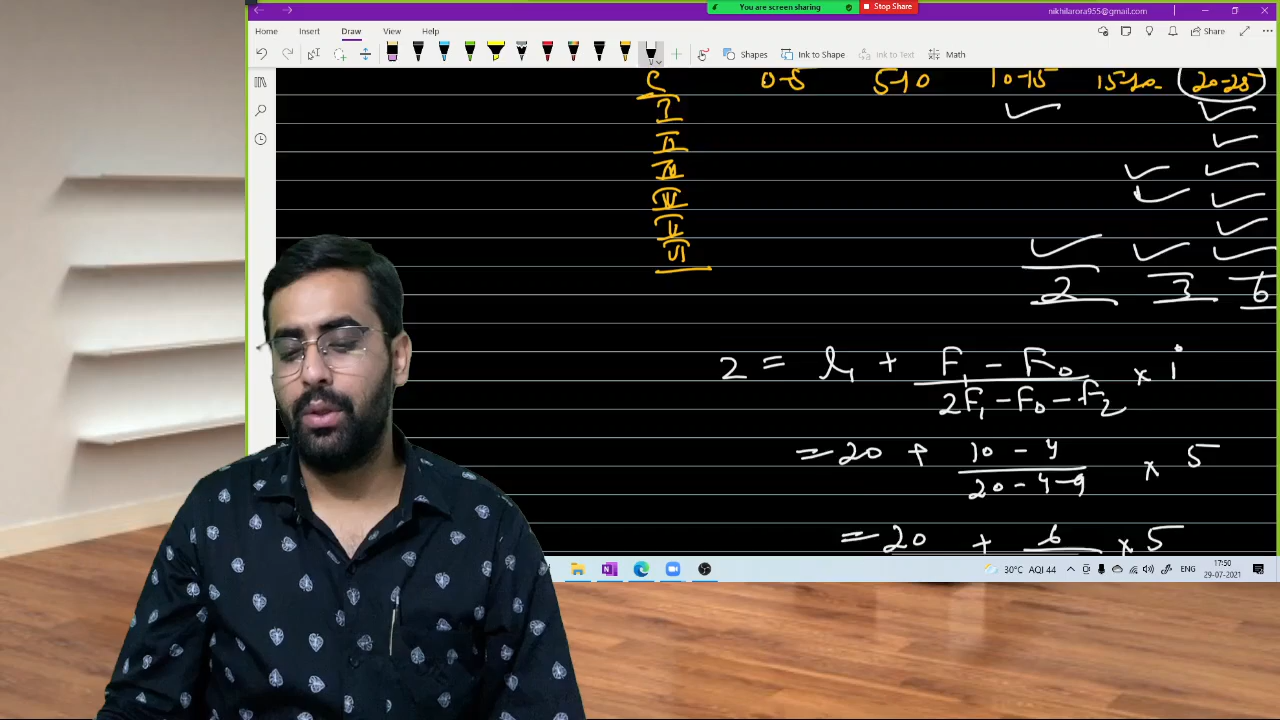 You are screen sharing Stop Share
nikhilarora955@gmail.com
Home Insert Draw View Help
Share
Shapes Ink to Shape Ink to Text Math
C 0-5 5-10 10-15 15-20 20-25
I
II
III
IV
V
VI
2 3 6
Z = l₁ + F₁ - F₀ / 2F₁ - F₀ - F₂ × i
= 20 + 10 - 4 / 20 - 4 - 9 × 5
= 20 + 6 × 5
30°C AQI 44 ENG 17:50
29-07-2021